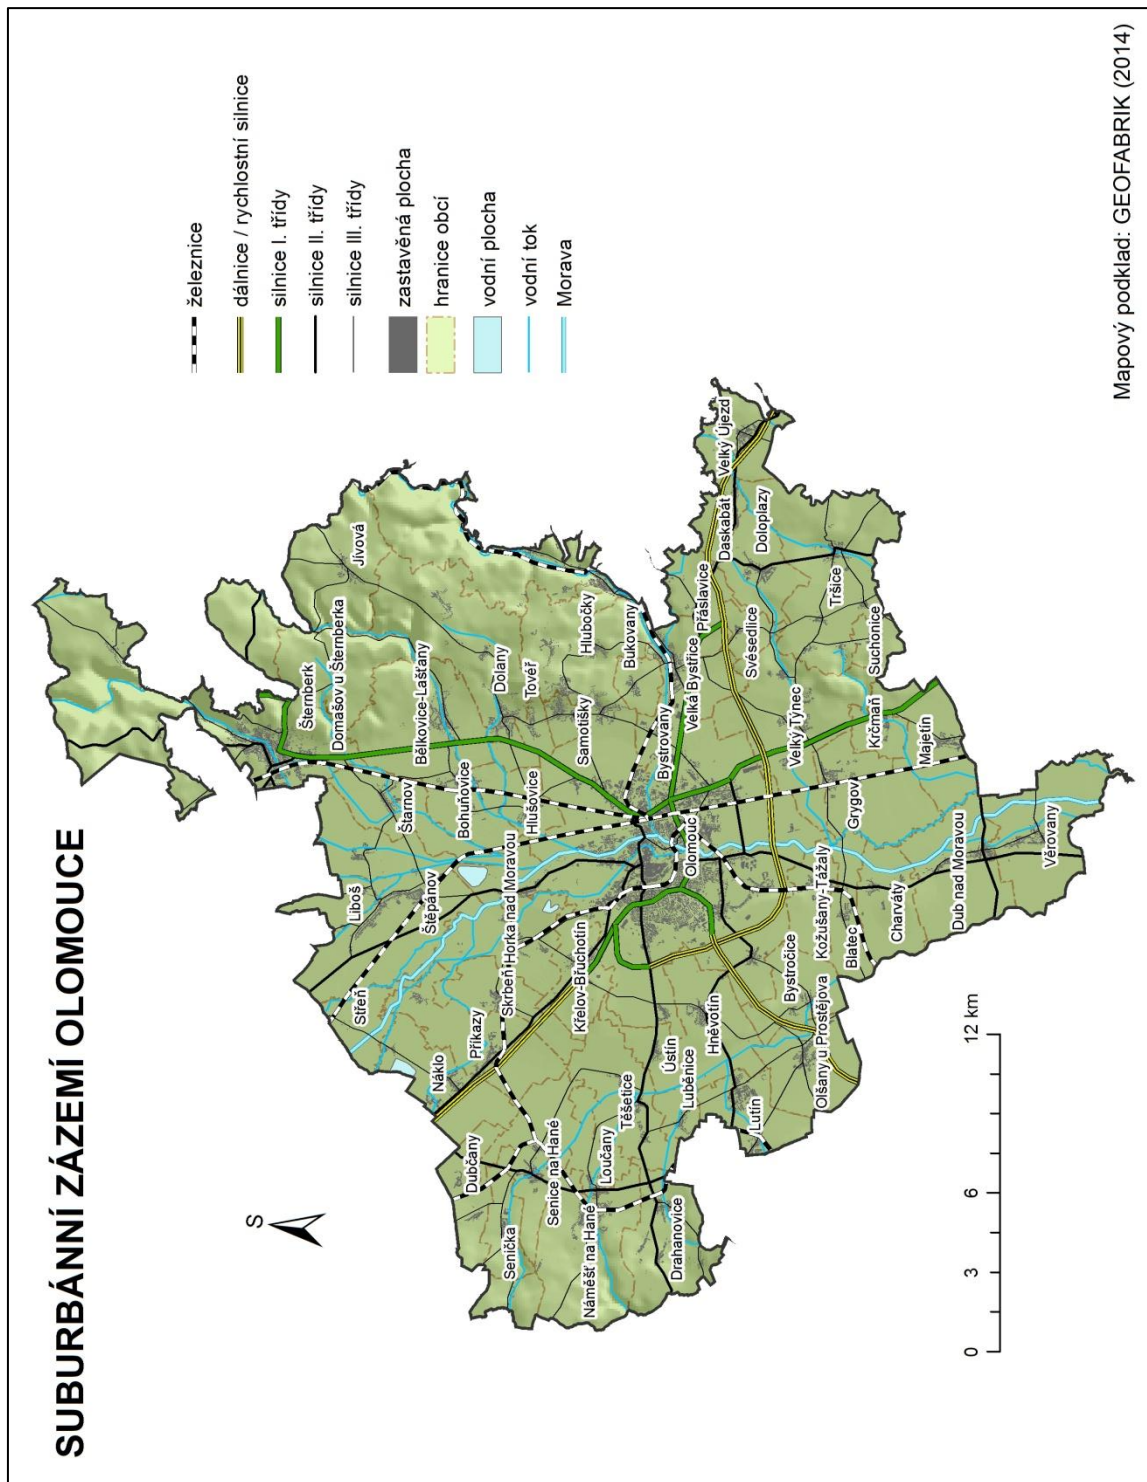 SUBURBÁNNÍ ZÁZEMÍ OLOMOUCE
S
železnice
dálnice / rychlostní silnice
silnice I. třídy
silnice II. třídy
silnice III. třídy
zastavěná plocha
hranice obcí
vodní plocha
vodní tok
Morava
Šternberk
Domašov u Šternberka
Jívová
Bělkovice-Lašťany
Štarnov
Bohuňovice
Liboš
Štěpánov
Střeň
Dolany
Tovéř
Hlušovice
Horka nad Moravou
Skrbeň
Příkazy
Náklo
Dubčany
Senice na Hané
Senička
Hlubočky
Bukovany
Samotišky
Bystrovany
Křelov-Břuchotín
Loučany
Náměšť na Hané
Těšetice
Ústín
Luběnice
Drahanovice
Olomouc
Velká Bystřice
Přáslavice
Daskabát
Velký Újezd
Doloplazy
Svésedlice
Hněvotín
Lutín
Velký Týnec
Tršice
Suchonice
Krčmaň
Majetín
Grygov
Bystročice
Kožušany-Tážaly
Olšany u Prostějova
Blatec
Charváty
Dub nad Moravou
Věrovany
0
3
6
12 km
Mapový podklad: GEOFABRIK (2014)